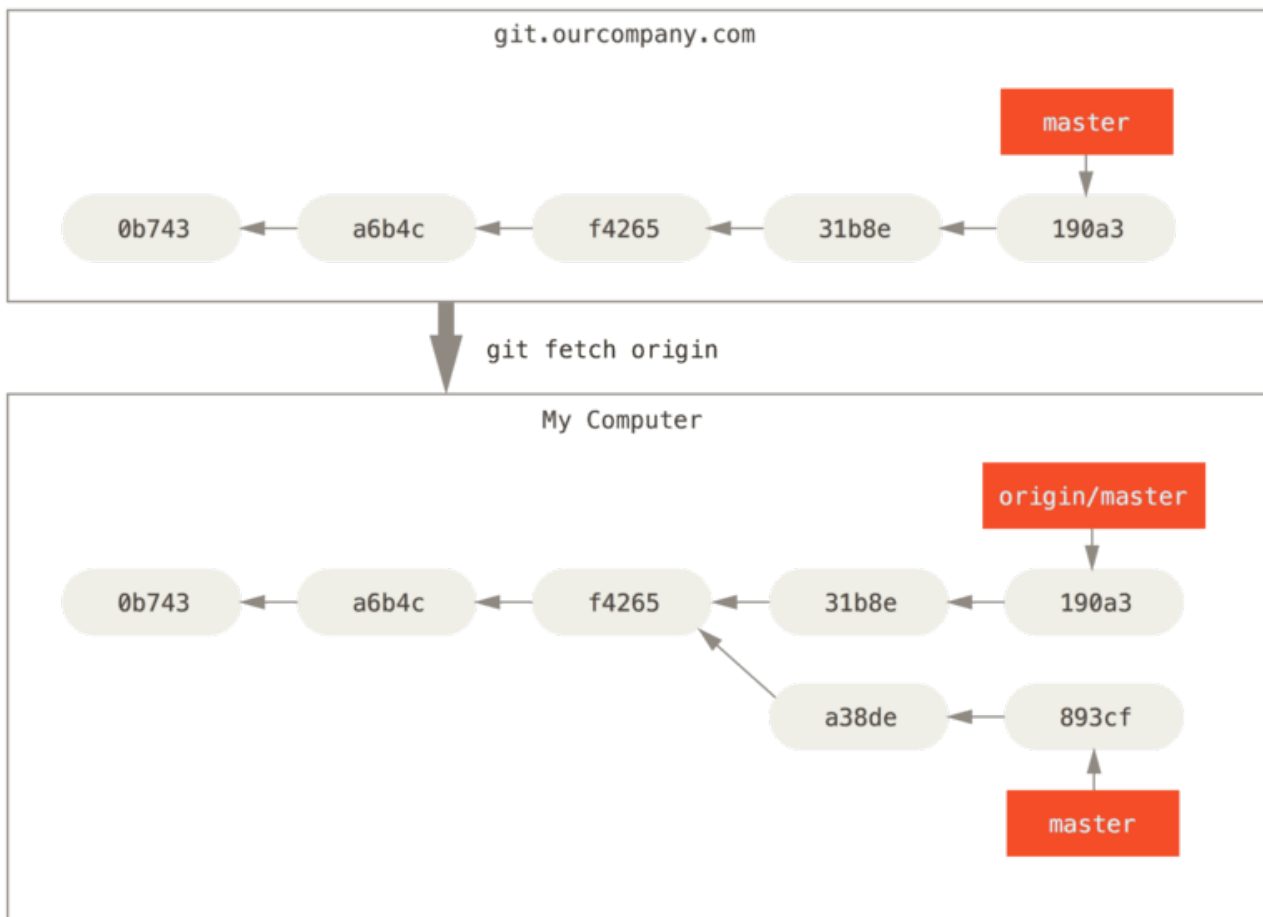 git.ourcompany.com
master
0b743 a6b4c f4265 31b8e 190a3
git fetch origin
My Computer
origin/master
0b743 a6b4c f4265 31b8e 190a3
a38de 893cf
master